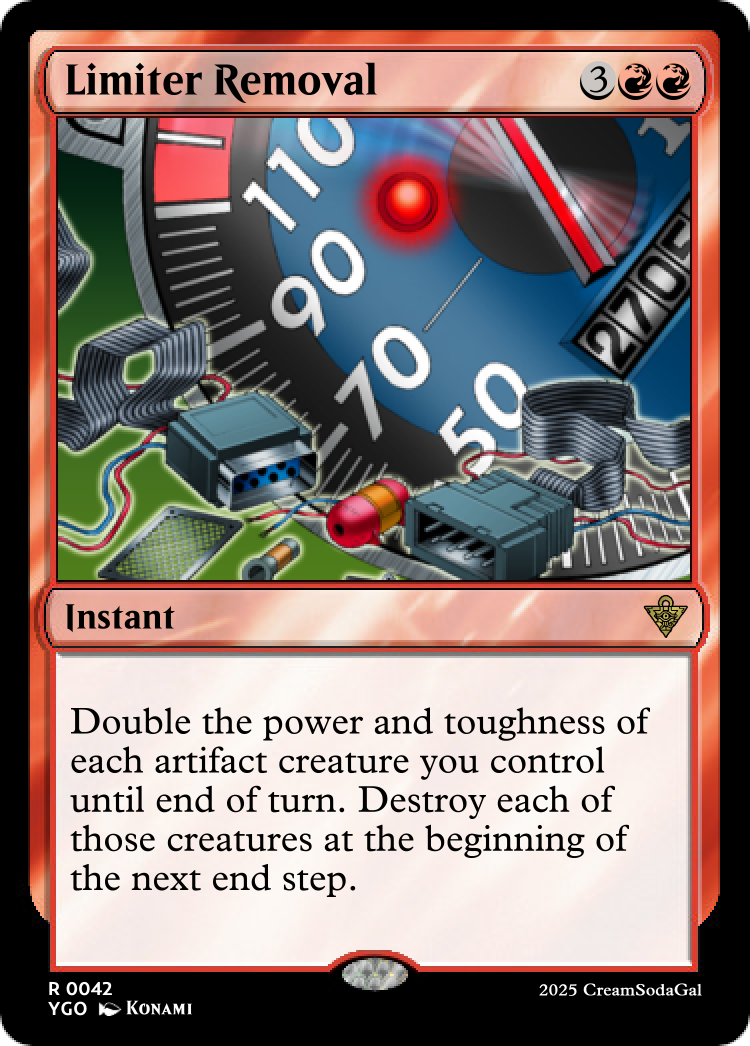 Limiter Removal 3
110
90
70
50
2705
Instant
Double the power and toughness of
each artifact creature you control
until end of turn. Destroy each of
those creatures at the beginning of
the next end step.
R 0042
YGO KONAMI
2025 CreamSodaGal